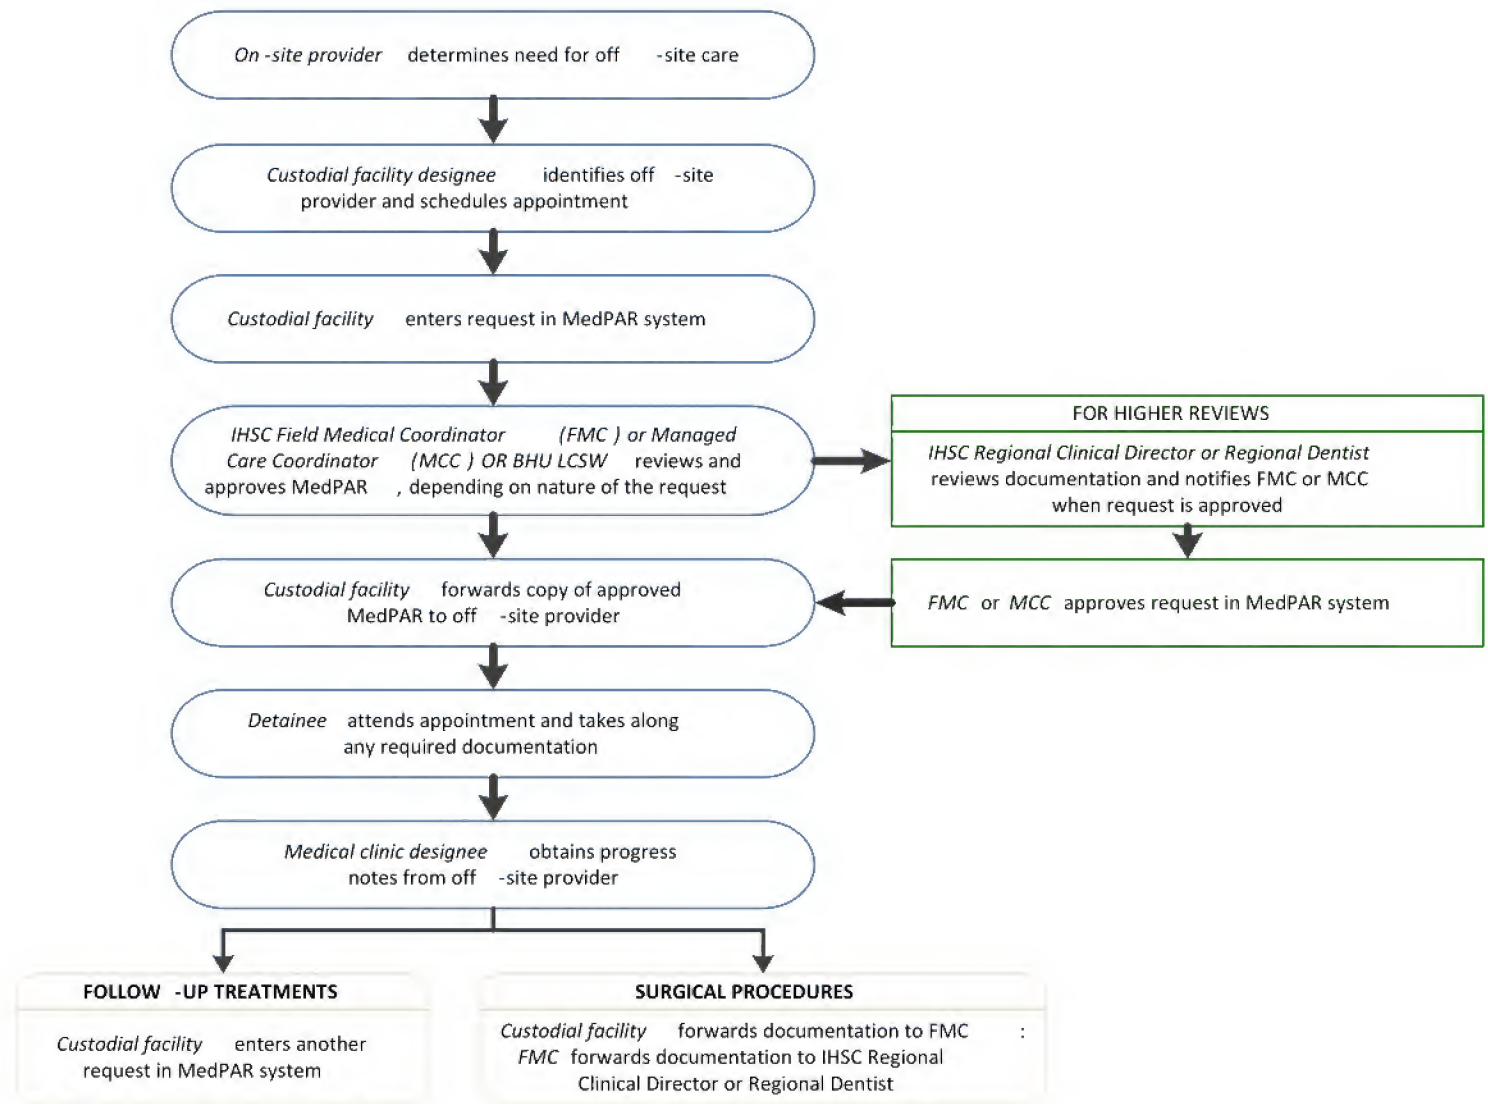 On -site provider determines need for off -site care
Custodial facility designee identifies off -site
provider and schedules appointment
Custodial facility enters request in MedPAR system
IHSC Field Medical Coordinator (FMC ) or Managed
Care Coordinator (MCC ) OR BHU LCSW reviews and
approves MedPAR , depending on nature of the request
FOR HIGHER REVIEWS
IHSC Regional Clinical Director or Regional Dentist
reviews documentation and notifies FMC or MCC
when request is approved
Custodial facility forwards copy of approved
MedPAR to off -site provider
FMC or MCC approves request in MedPAR system
Detainee attends appointment and takes along
any required documentation
Medical clinic designee obtains progress
notes from off -site provider
FOLLOW -UP TREATMENTS
Custodial facility enters another
request in MedPAR system
SURGICAL PROCEDURES
Custodial facility forwards documentation to FMC :
FMC forwards documentation to IHSC Regional
Clinical Director or Regional Dentist